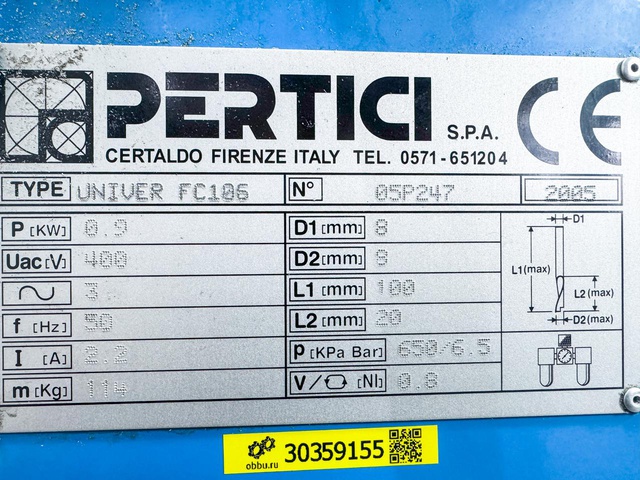 PERTICI S.P.A.
CERTALDO FIRENZE ITALY TEL. 0571-651204
CE
TYPE UNIVER FC106 N° 05P247 2005
P [KW] 0.9 D1 [mm] 8
Uac [V] 400 D2 [mm] 8
3 L1 [mm] 100
f [Hz] 50 L2 [mm] 20
I [A] 2.2 p [KPa Bar] 650/6.5
m [Kg] 114 V/ [Nl] 0.8
D1
L1(max)
L2(max)
D2(max)
obbu.ru 30359155